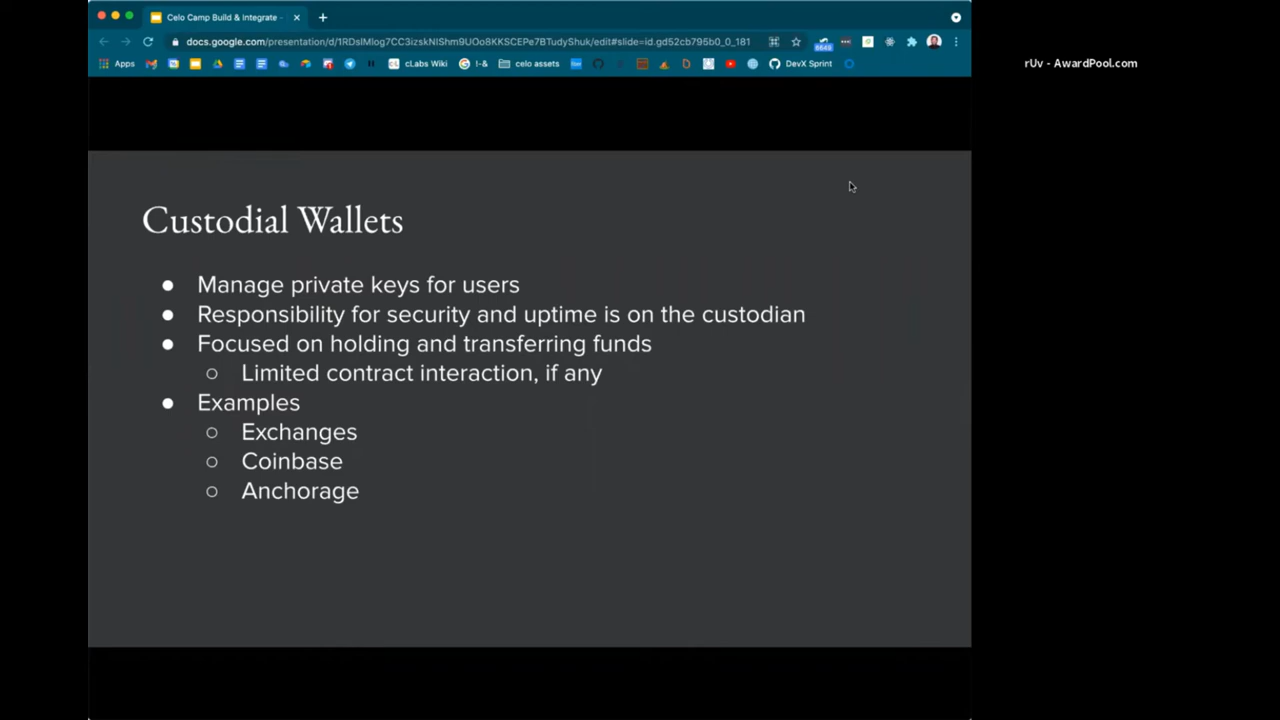 Celo Camp Build & Integrate -
docs.google.com/presentation/d/1RDsIMlog7CC3izskNIShm9UOo8KKSCEPe7BTudyShuk/edit#slide=id.gd52cb795b0_0_181
6649
Apps
cLabs Wiki
I-&
celo assets
DevX Sprint
rUv - AwardPool.com
Custodial Wallets
● Manage private keys for users
● Responsibility for security and uptime is on the custodian
● Focused on holding and transferring funds
○ Limited contract interaction, if any
● Examples
○ Exchanges
○ Coinbase
○ Anchorage